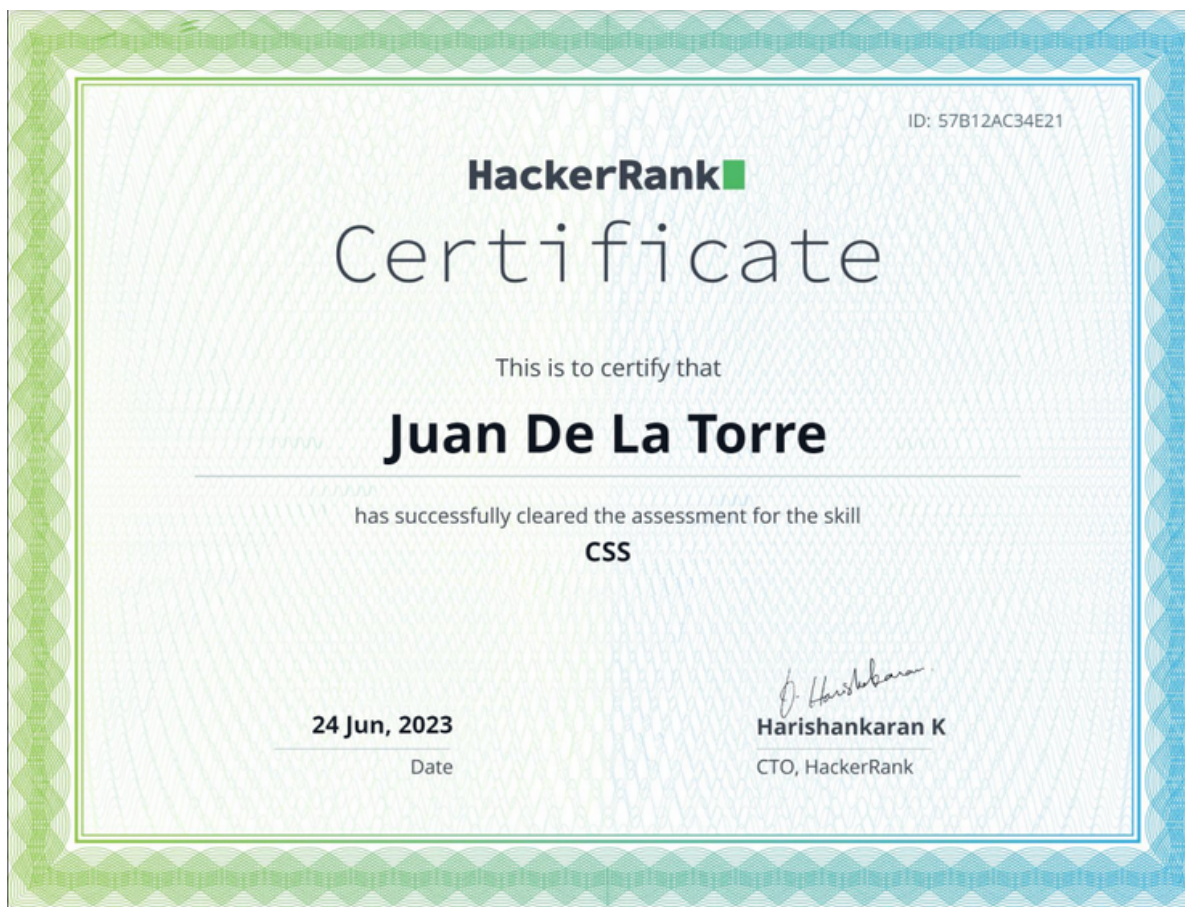 ID: 57B12AC34E21
HackerRank
Certificate
This is to certify that
Juan De La Torre
has successfully cleared the assessment for the skill
CSS
24 Jun, 2023
Date
Harishankaran K
CTO, HackerRank